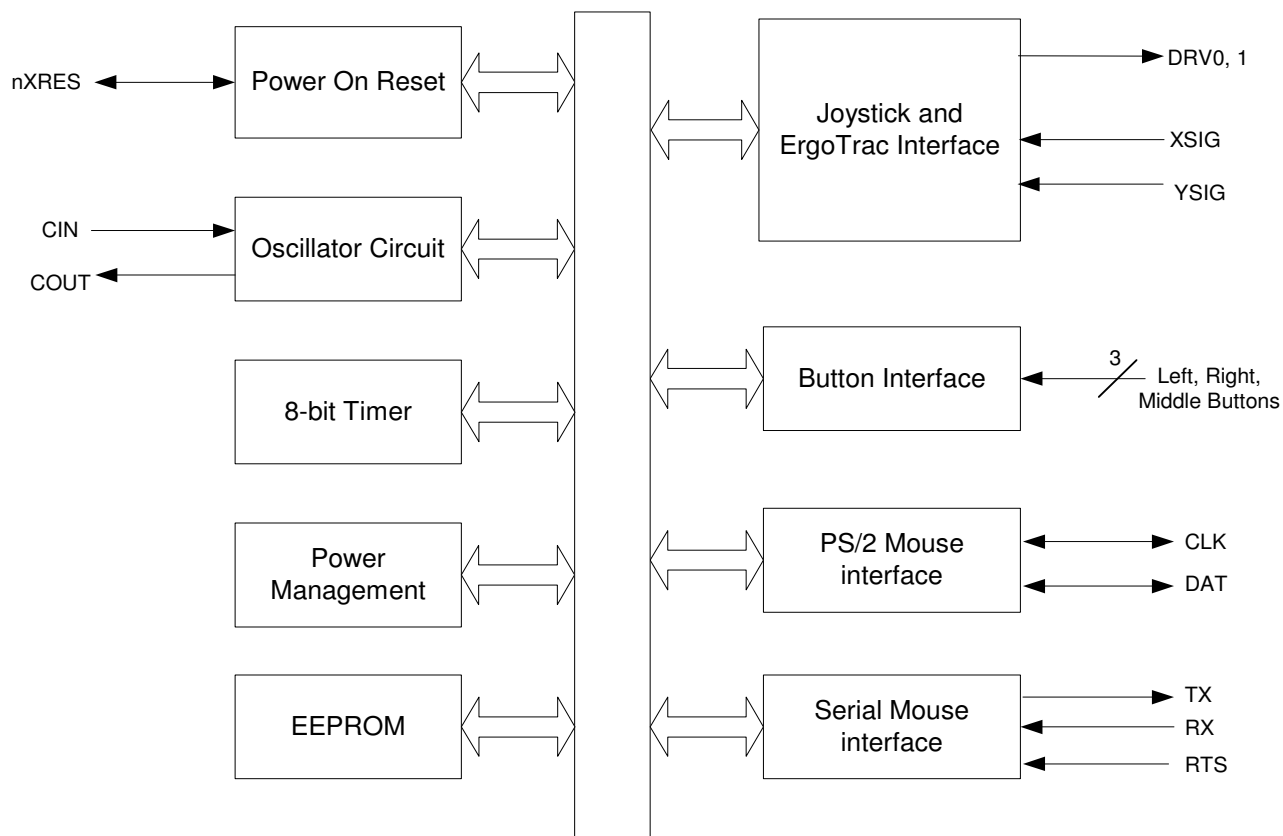 nXRES
Power On Reset
CIN
COUT
Oscillator Circuit
8-bit Timer
Power
Management
EEPROM
Joystick and
ErgoTrac Interface
DRV0, 1
XSIG
YSIG
Button Interface
3
Left, Right,
Middle Buttons
PS/2 Mouse
interface
CLK
DAT
Serial Mouse
interface
TX
RX
RTS